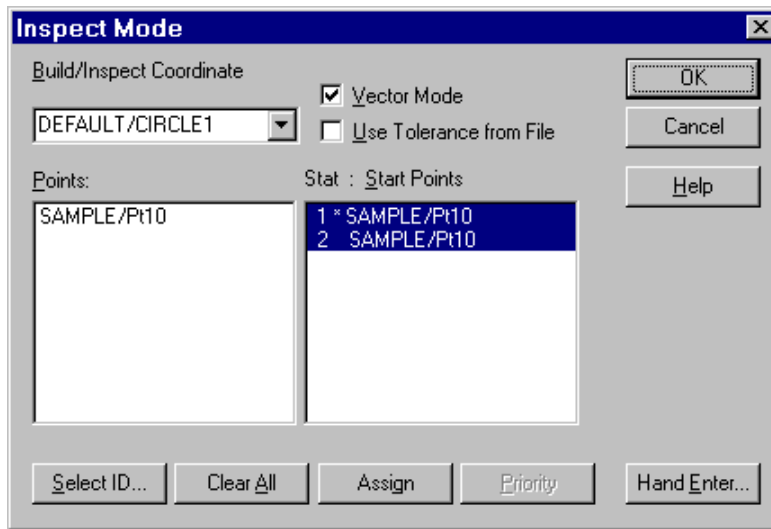 Inspect Mode
Build/Inspect Coordinate
DEFAULT/CIRCLE1
Vector Mode
Use Tolerance from File
OK
Cancel
Help
Points:
SAMPLE/Pt10
Stat : Start Points
1 * SAMPLE/Pt10
2 SAMPLE/Pt10
Select ID...
Clear All
Assign
Priority
Hand Enter...